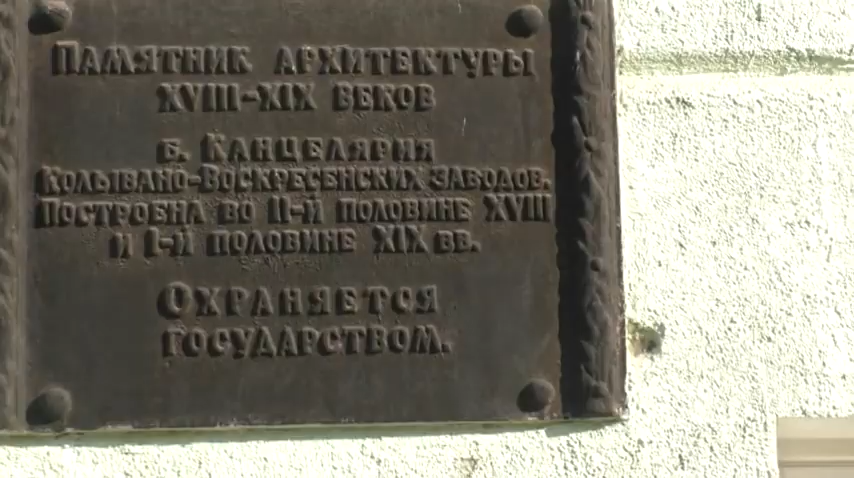 Памятник архитектуры
XVIII-XIX веков
б. Канцелярия
Колывано-Воскресенских заводов.
Построена во II-й половине XVIII
и I-й половине XIX вв.
Охраняется
государством.